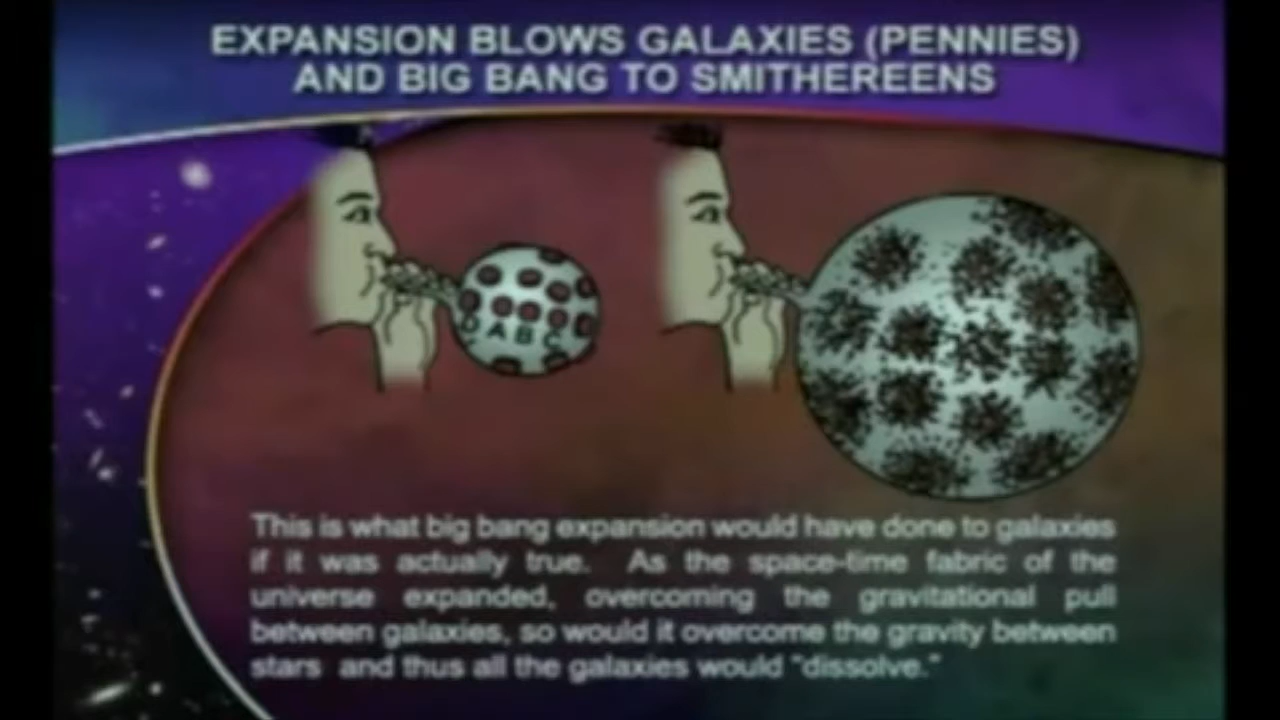 EXPANSION BLOWS GALAXIES (PENNIES)
AND BIG BANG TO SMITHEREENS
D A B C
This is what big bang expansion would have done to galaxies
if it was actually true. As the space-time fabric of the
universe expanded, overcoming the gravitational pull
between galaxies, so would it overcome the gravity between
stars and thus all the galaxies would "dissolve."